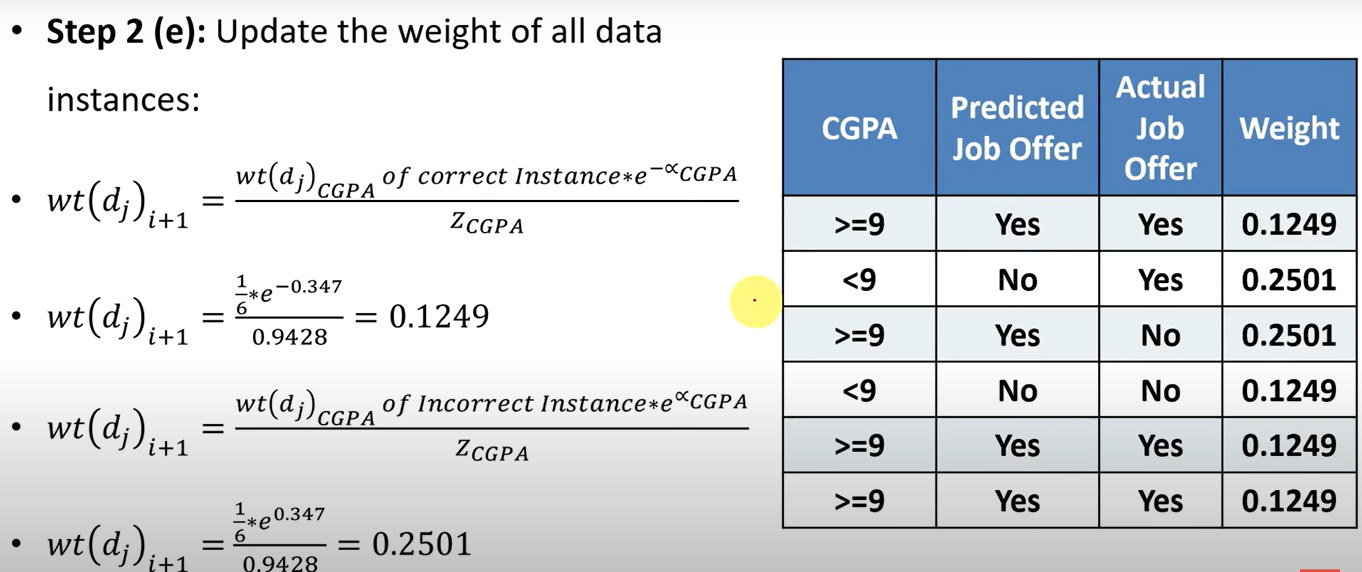 • Step 2 (e): Update the weight of all data
instances:
• wt(dⱼ)ᵢ₊₁ = wt(dⱼ)_CGPA of correct Instance∗e^−∝CGPA / Z_CGPA
• wt(dⱼ)ᵢ₊₁ = 1/6 ∗e^−0.347 / 0.9428 = 0.1249
• wt(dⱼ)ᵢ₊₁ = wt(dⱼ)_CGPA of Incorrect Instance∗e^∝CGPA / Z_CGPA
• wt(dⱼ)ᵢ₊₁ = 1/6 ∗e^0.347 / 0.9428 = 0.2501
CGPA | Predicted Job Offer | Actual Job Offer | Weight
>=9 | Yes | Yes | 0.1249
<9 | No | Yes | 0.2501
>=9 | Yes | No | 0.2501
<9 | No | No | 0.1249
>=9 | Yes | Yes | 0.1249
>=9 | Yes | Yes | 0.1249